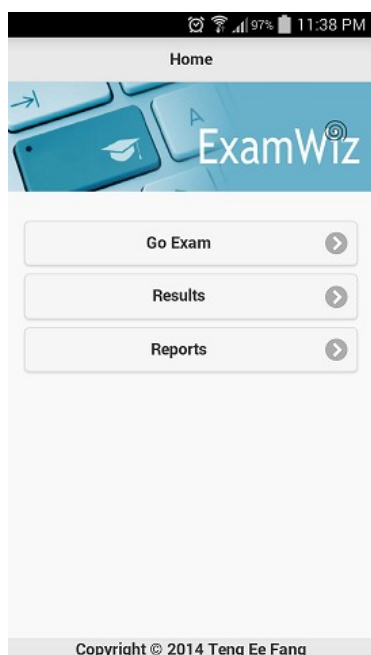 97% 11:38 PM
Home
A
ExamWiz
Go Exam
Results
Reports
Copyright © 2014 Teng Ee Fang